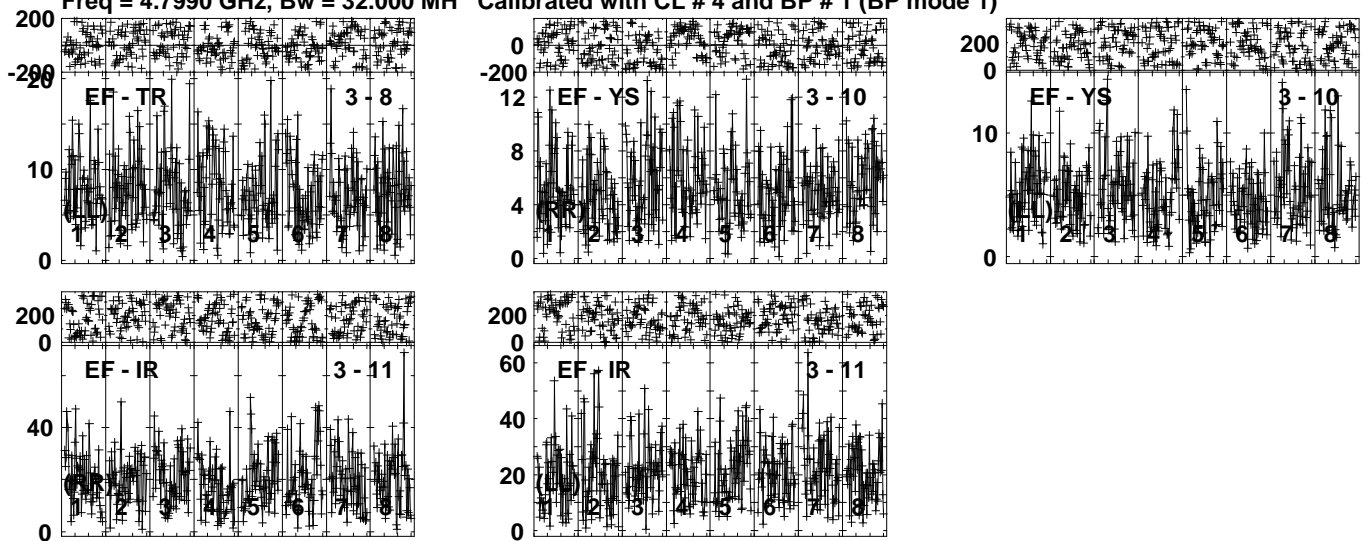 Freq = 4.7990 GHz, Bw = 32.000 MH Calibrated with CL # 4 and BP # 1 (BP mode 1)
200
-200
20
EF - TR 3 - 8
10
(LL)
1 2 3 4 5 6 7 8
0
0
-200
12
EF - YS 3 - 10
8
4
(RR)
1 2 3 4 5 6 7 8
0
200
0
EF - YS 3 - 10
10
(LL)
1 2 3 4 5 6 7 8
0
200
0
EF - IR 3 - 11
40
(RR)
1 2 3 4 5 6 7 8
0
200
0
60
EF - IR 3 - 11
40
20
(LL)
1 2 3 4 5 6 7 8
0